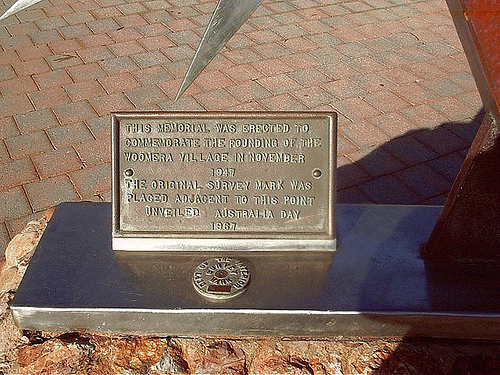 THIS MEMORIAL WAS ERECTED TO
COMMEMORATE THE FOUNDING OF THE
WOOMERA VILLAGE IN NOVEMBER
1947
THE ORIGINAL SURVEY MARK WAS
PLACED ADJACENT TO THIS POINT
UNVEILED AUSTRALIA DAY
1967